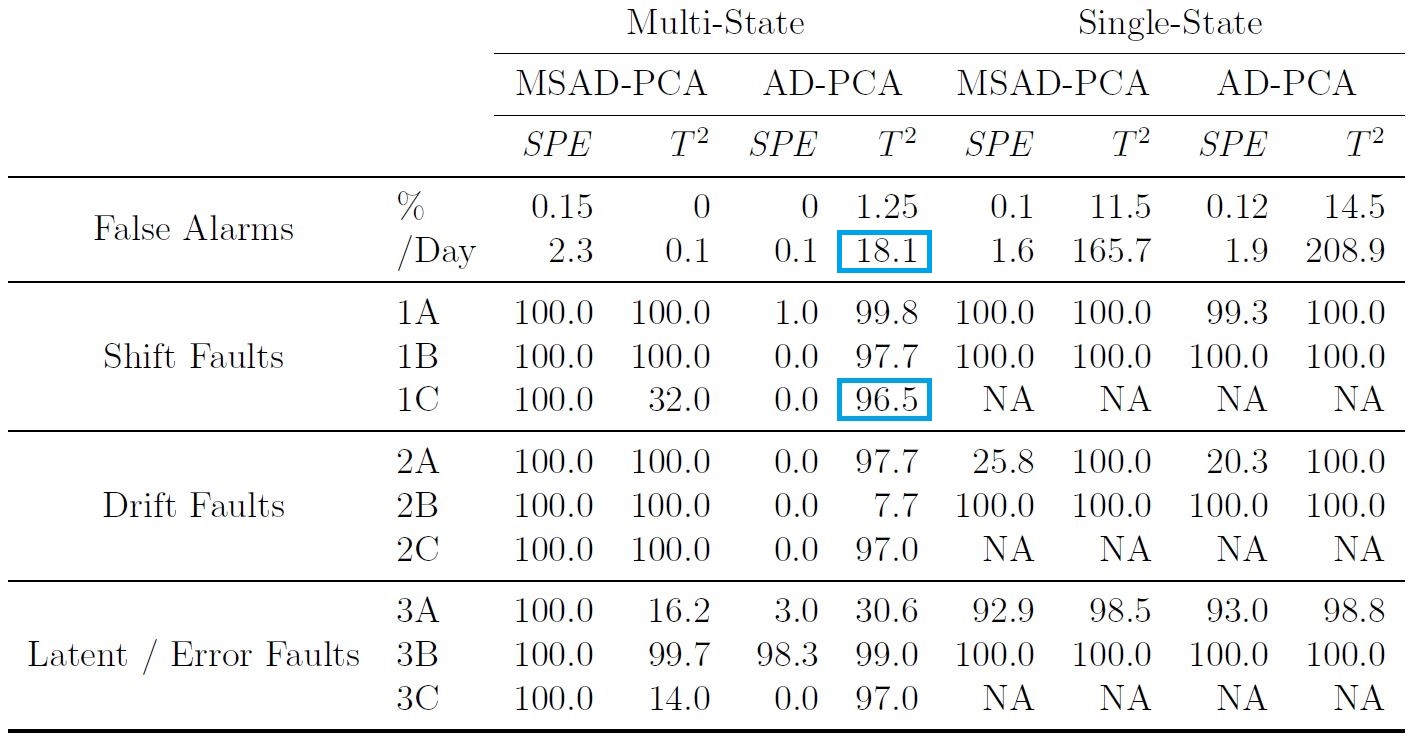 Multi-State Single-State
MSAD-PCA AD-PCA MSAD-PCA AD-PCA
SPE T² SPE T² SPE T² SPE T²
False Alarms
% 0.15 0 0 1.25 0.1 11.5 0.12 14.5
/Day 2.3 0.1 0.1 18.1 1.6 165.7 1.9 208.9
Shift Faults
1A 100.0 100.0 1.0 99.8 100.0 100.0 99.3 100.0
1B 100.0 100.0 0.0 97.7 100.0 100.0 100.0 100.0
1C 100.0 32.0 0.0 96.5 NA NA NA NA
Drift Faults
2A 100.0 100.0 0.0 97.7 25.8 100.0 20.3 100.0
2B 100.0 100.0 0.0 7.7 100.0 100.0 100.0 100.0
2C 100.0 100.0 0.0 97.0 NA NA NA NA
Latent / Error Faults
3A 100.0 16.2 3.0 30.6 92.9 98.5 93.0 98.8
3B 100.0 99.7 98.3 99.0 100.0 100.0 100.0 100.0
3C 100.0 14.0 0.0 97.0 NA NA NA NA